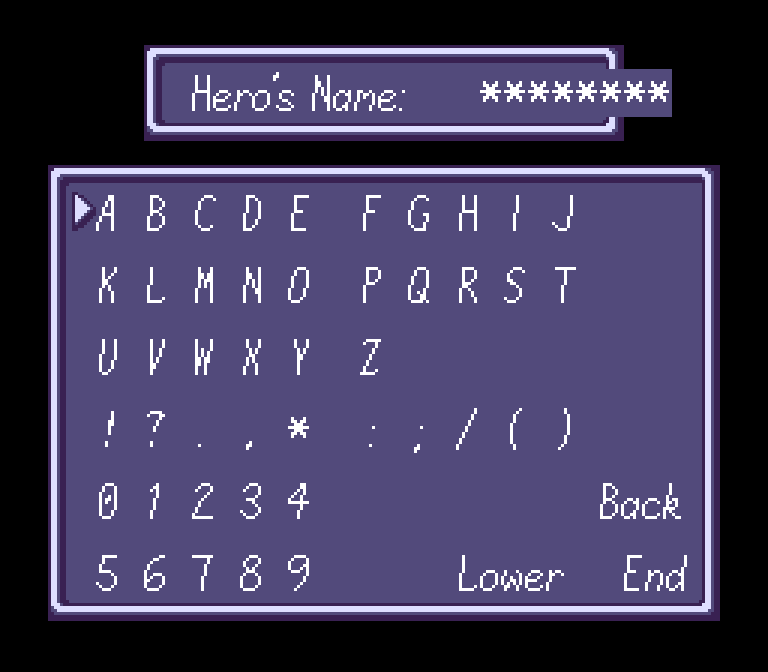 Hero's Name: ********
A B C D E F G H I J
K L M N O P Q R S T
U V W X Y Z
! ? . , * : ; / ( )
0 1 2 3 4 Back
5 6 7 8 9 Lower End